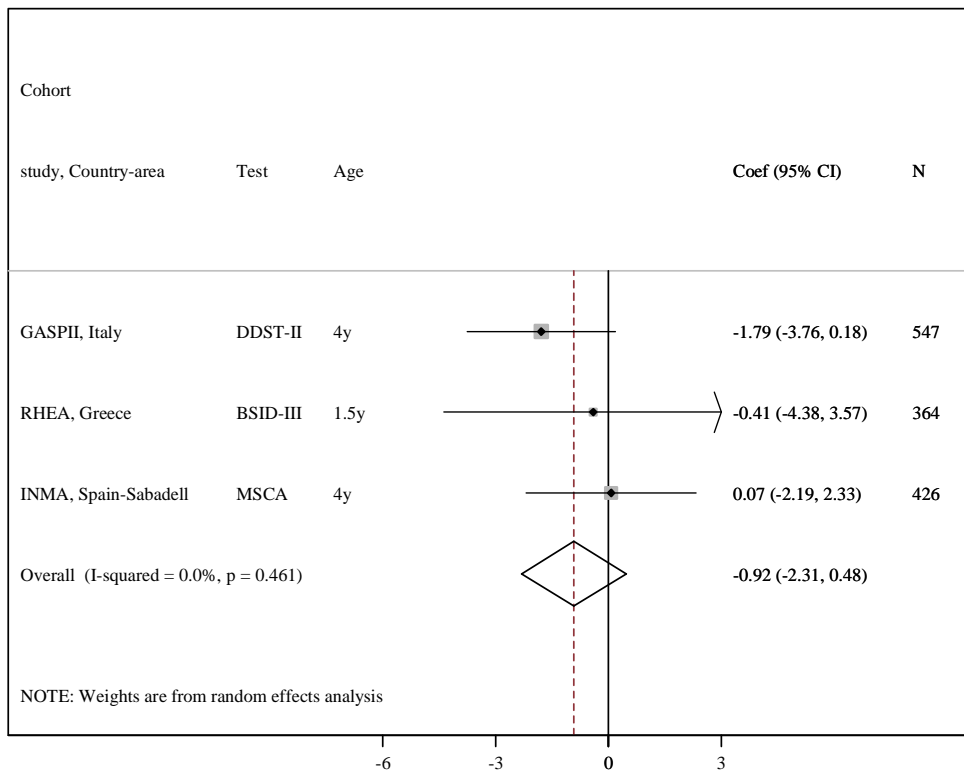 Cohort
study, Country-area Test Age Coef (95% CI) N
GASPII, Italy DDST-II 4y -1.79 (-3.76, 0.18) 547
RHEA, Greece BSID-III 1.5y -0.41 (-4.38, 3.57) 364
INMA, Spain-Sabadell MSCA 4y 0.07 (-2.19, 2.33) 426
Overall (I-squared = 0.0%, p = 0.461) -0.92 (-2.31, 0.48)
NOTE: Weights are from random effects analysis
-6 -3 0 3